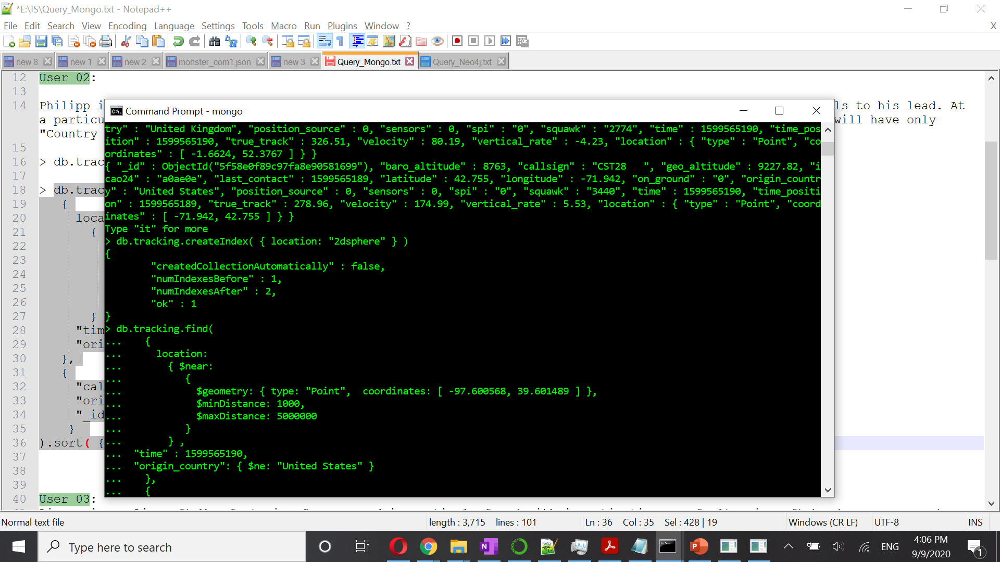 *E:\IS\Query_Mongo.txt - Notepad++
File Edit Search View Encoding Language Settings Tools Macro Run Plugins Window ?
X
new 8 new 1 new 2 monster_com1.json new 3 Query_Mongo.txt Query_Neo4j.txt
12 User 02:
13
14 Philipp i ls to his lead. At
a particu will have only
"Country
15
16 > db.trac
17
18 > db.trac
19 {
20 loca
21 {
22
23
24
25
26
27 }
28 "tim
29 "ori
30 },
31 {
32 "cal
33 "ori
34 "_id
35 }
36 ).sort( {
37
38
39
40 User 03:
Command Prompt - mongo
try" : "United Kingdom", "position_source" : 0, "sensors" : 0, "spi" : "0", "squawk" : "2774", "time" : 1599565190, "time_pos
ition" : 1599565190, "true_track" : 326.51, "velocity" : 80.19, "vertical_rate" : -4.23, "location" : { "type" : "Point", "co
ordinates" : [ -1.6624, 52.3767 ] } }
{ "_id" : ObjectId("5f58e0f89c97fa8e90581699"), "baro_altitude" : 8763, "callsign" : "CST28   ", "geo_altitude" : 9227.82, "i
cao24" : "a0ae0e", "last_contact" : 1599565189, "latitude" : 42.755, "longitude" : -71.942, "on_ground" : "0", "origin_countr
y" : "United States", "position_source" : 0, "sensors" : 0, "spi" : "0", "squawk" : "3440", "time" : 1599565190, "time_positi
on" : 1599565189, "true_track" : 278.96, "velocity" : 174.99, "vertical_rate" : 5.53, "location" : { "type" : "Point", "coord
inates" : [ -71.942, 42.755 ] } }
Type "it" for more
> db.tracking.createIndex( { location: "2dsphere" } )
{
"createdCollectionAutomatically" : false,
"numIndexesBefore" : 1,
"numIndexesAfter" : 2,
"ok" : 1
}
> db.tracking.find(
... {
... location:
... { $near:
... {
... $geometry: { type: "Point",  coordinates: [ -97.600568, 39.601489 ] },
... $minDistance: 1000,
... $maxDistance: 5000000
... }
... } ,
... "time" : 1599565190,
... "origin_country": { $ne: "United States" }
... },
... {
Normal text file length : 3,715 lines : 101 Ln : 36 Col : 35 Sel : 428 | 19 Windows (CR LF) UTF-8 INS
Type here to search
ENG
4:06 PM
9/9/2020
1